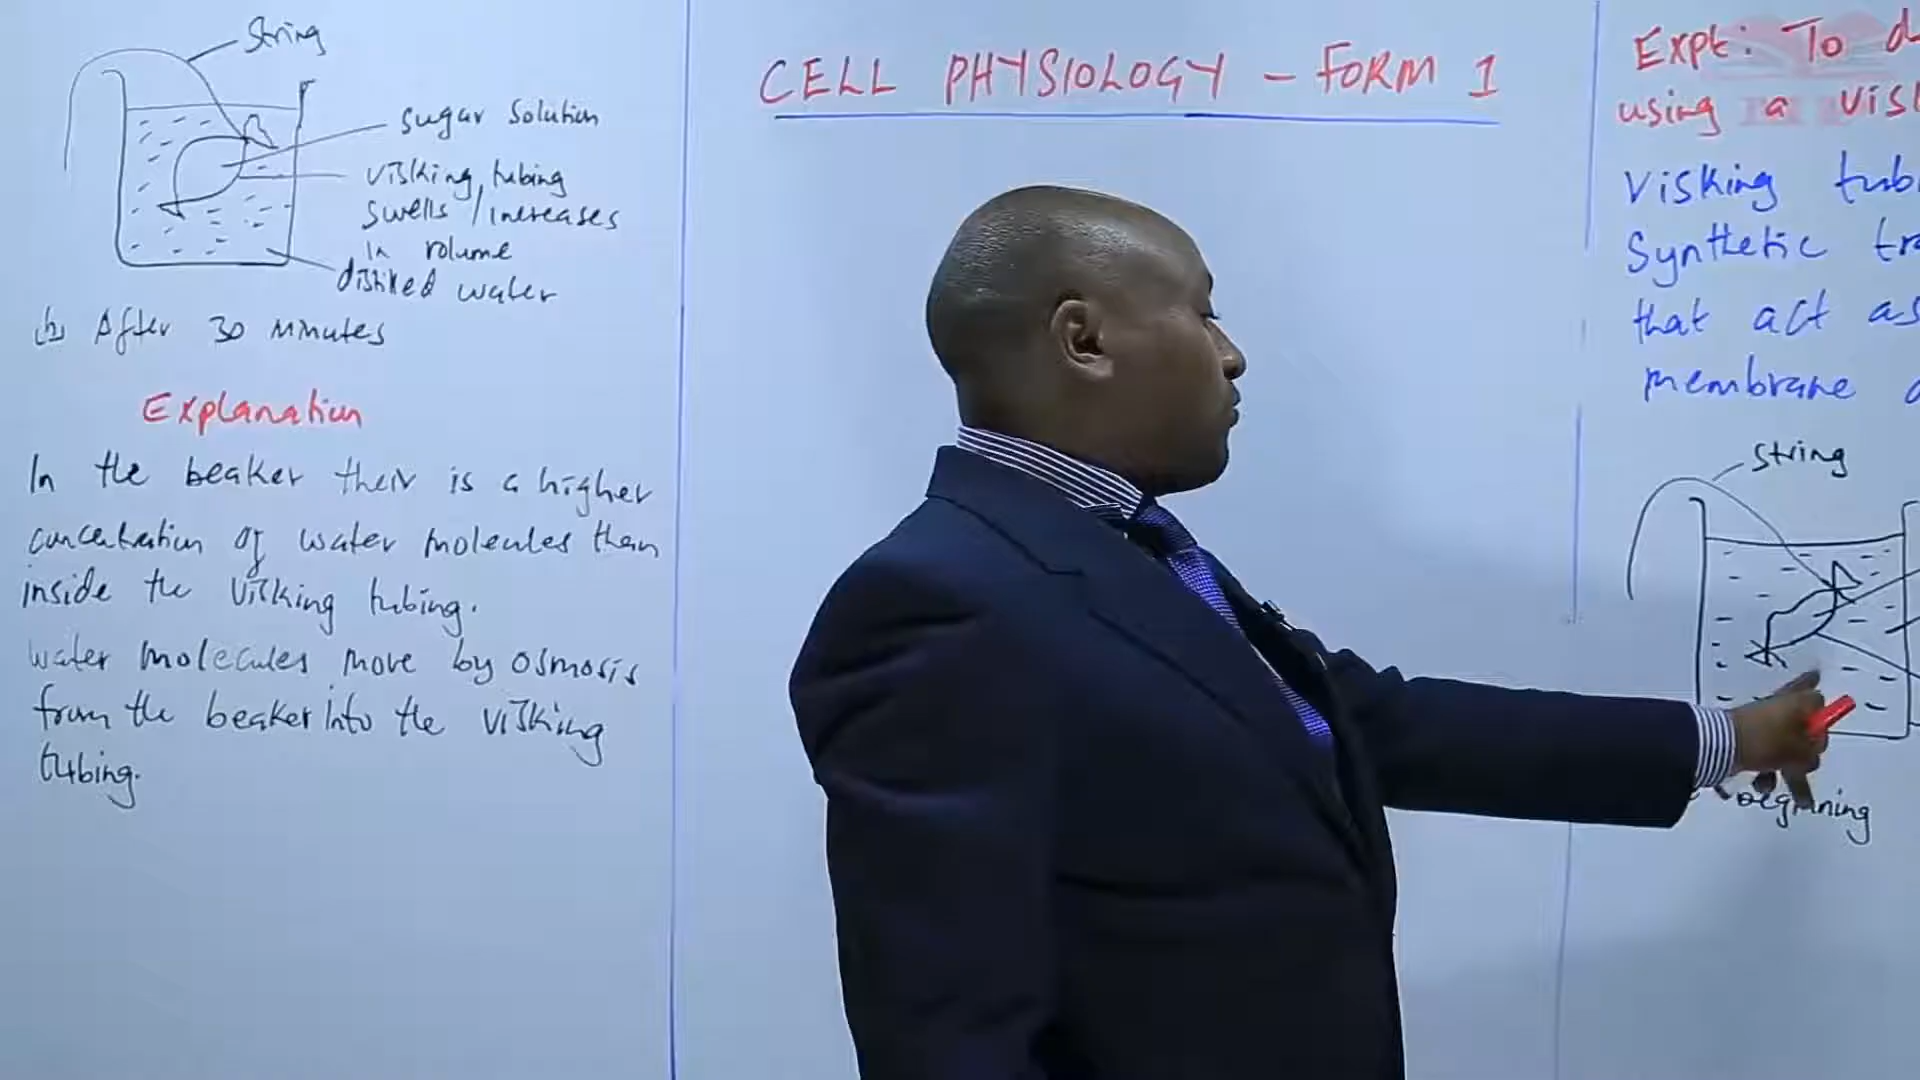 String
sugar solution
visking tubing
swells / increases
in volume
distilled water
(b) After 30 minutes
Explanation
In the beaker their is a higher
concentration of water molecules than
inside the visking tubing.
water molecules move by osmosis
from the beaker into the visking
tubing.
CELL PHYSIOLOGY - FORM 1
Expt: To
using a
Visking
Synthetic
that act as
membrane
String
beginning